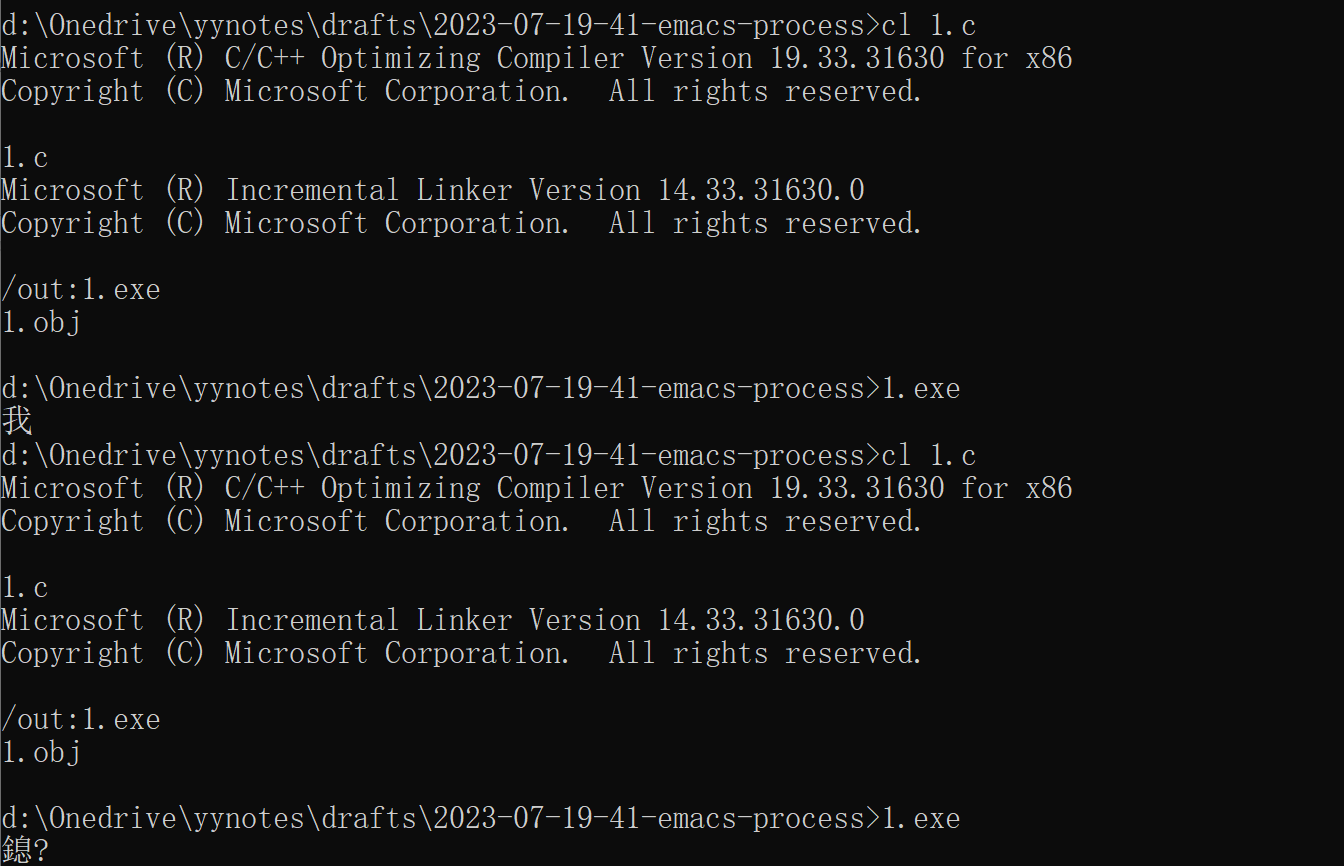 d:\Onedrive\yynotes\drafts\2023-07-19-41-emacs-process>cl 1.c
Microsoft (R) C/C++ Optimizing Compiler Version 19.33.31630 for x86
Copyright (C) Microsoft Corporation.  All rights reserved.
1.c
Microsoft (R) Incremental Linker Version 14.33.31630.0
Copyright (C) Microsoft Corporation.  All rights reserved.
/out:1.exe
1.obj
d:\Onedrive\yynotes\drafts\2023-07-19-41-emacs-process>1.exe
我
d:\Onedrive\yynotes\drafts\2023-07-19-41-emacs-process>cl 1.c
Microsoft (R) C/C++ Optimizing Compiler Version 19.33.31630 for x86
Copyright (C) Microsoft Corporation.  All rights reserved.
1.c
Microsoft (R) Incremental Linker Version 14.33.31630.0
Copyright (C) Microsoft Corporation.  All rights reserved.
/out:1.exe
1.obj
d:\Onedrive\yynotes\drafts\2023-07-19-41-emacs-process>1.exe
鎴?